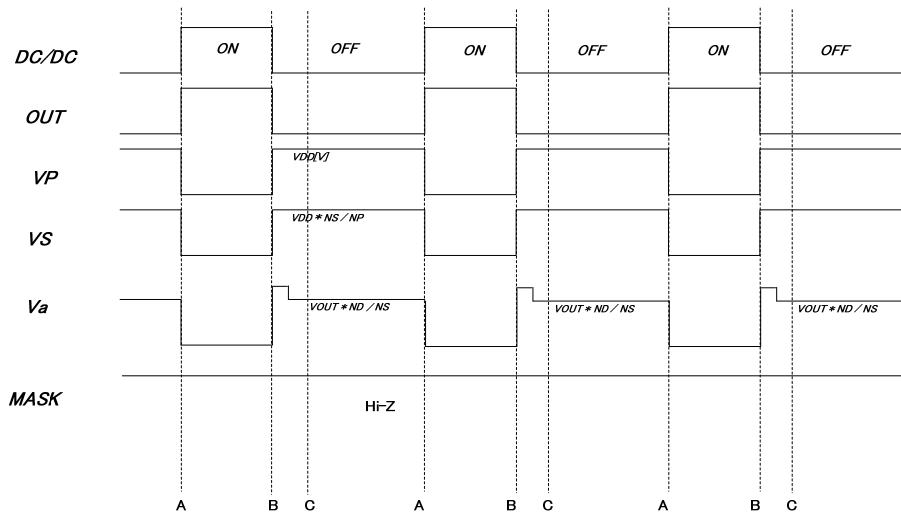 DC/DC ON OFF ON OFF ON OFF
OUT
VDD[V]
VP
VDD*NS/NP
VS
Va
VOUT*ND/NS VOUT*ND/NS VOUT*ND/NS
MASK
Hi-Z
A B C A B C A B C